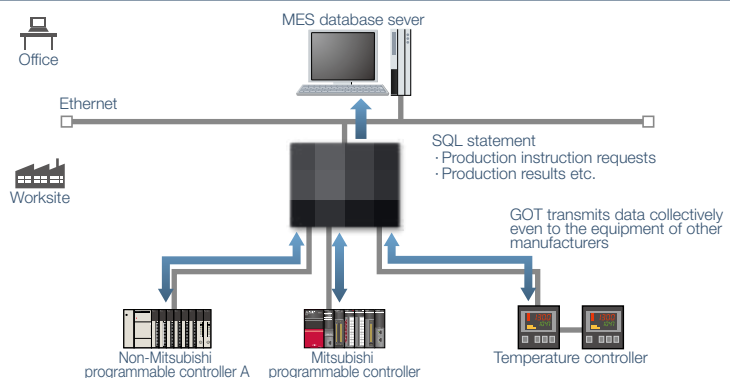 MES database sever
Office
Ethernet
SQL statement
· Production instruction requests
· Production results etc.
Worksite
GOT transmits data collectively
even to the equipment of other
manufacturers
Non-Mitsubishi
programmable controller A
Mitsubishi
programmable controller
Temperature controller